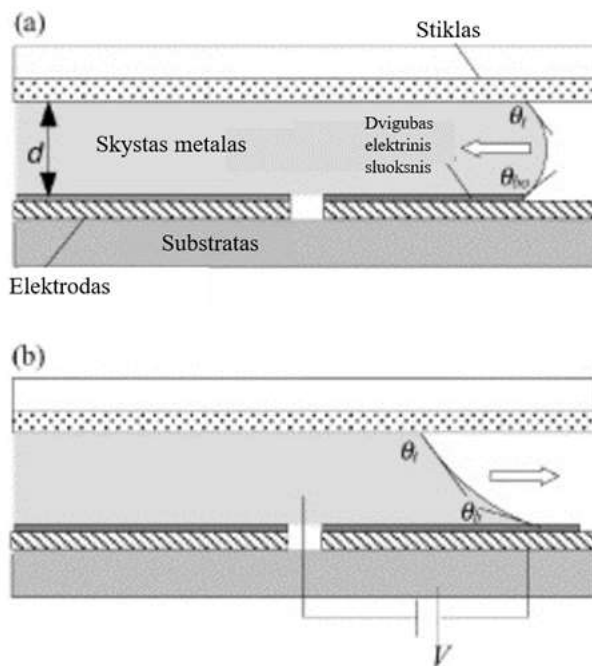 (a)
Stiklas
θt
d
Skystas metalas
Dvigubas
elektrinis
sluoksnis
θbo
Substratas
Elektrodas
(b)
θt
θb
V